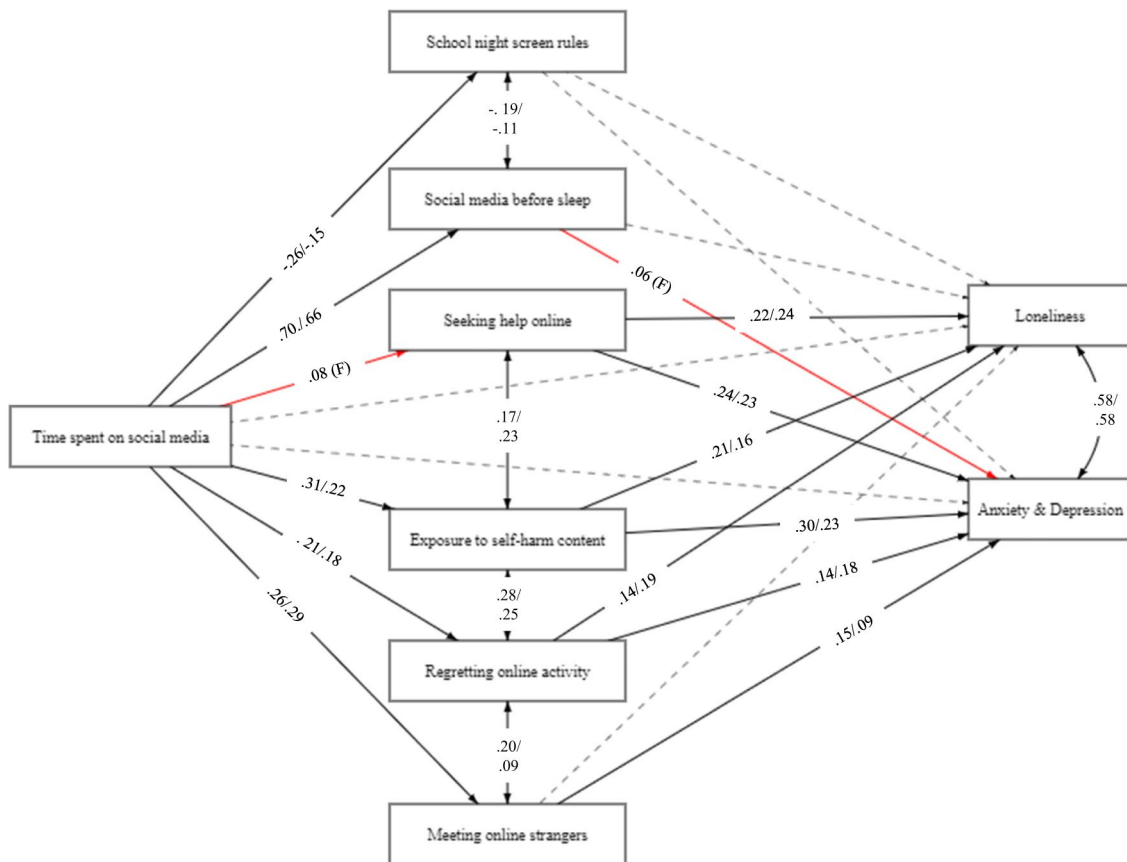 School night screen rules
-. 19/
-.11
Social media before sleep
-.26/-.15
.06 (F)
.70./.66
Seeking help online
.22/.24
Loneliness
.08 (F)
.24/.23
.58/
.58
.17/
.23
Time spent on social media
.21/.16
.31/.22
Anxiety & Depression
.30/.23
Exposure to self-harm content
. 21/.18
.14/.18
.28/
.25
.14/.19
.26/.29
.15/.09
Regretting online activity
.20/
.09
Meeting online strangers